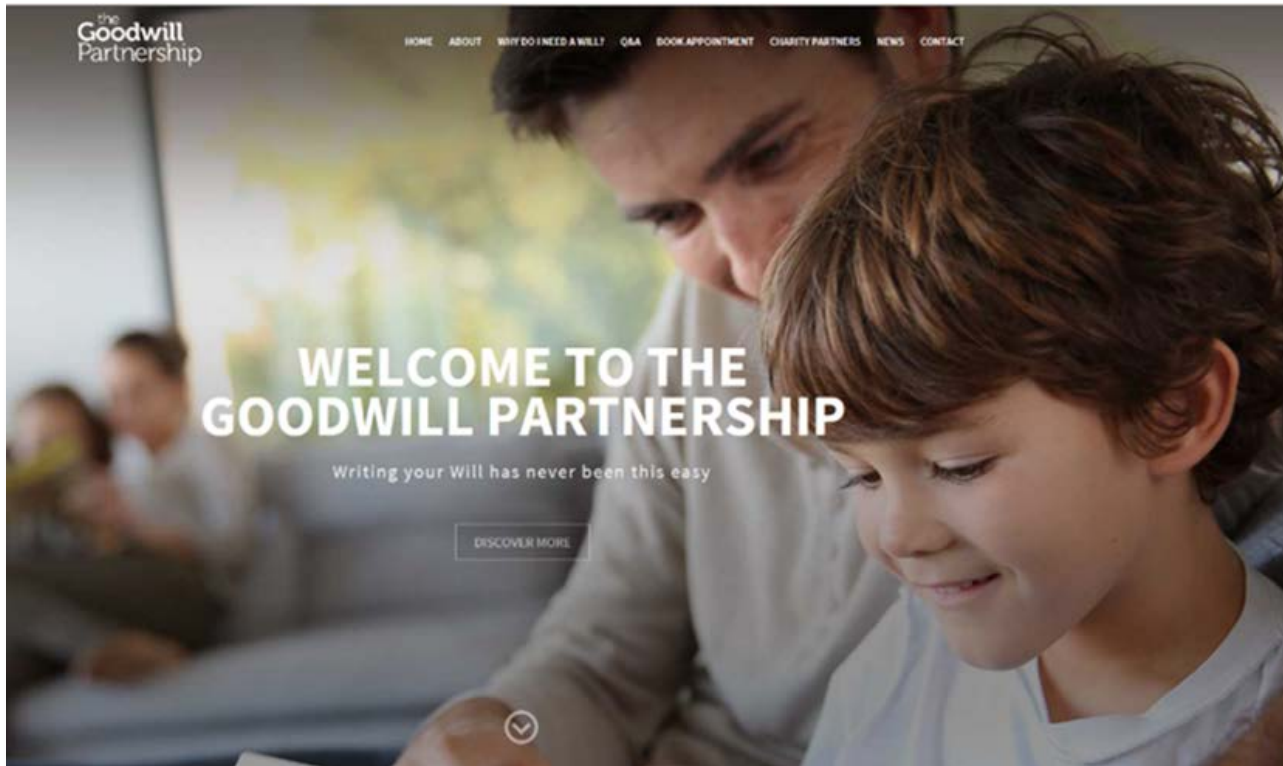 the
Goodwill
Partnership
HOME ABOUT WHY DO I NEED A WILL? Q&A BOOK APPOINTMENT CHARITY PARTNERS NEWS CONTACT
WELCOME TO THE
GOODWILL PARTNERSHIP
Writing your Will has never been this easy
DISCOVER MORE